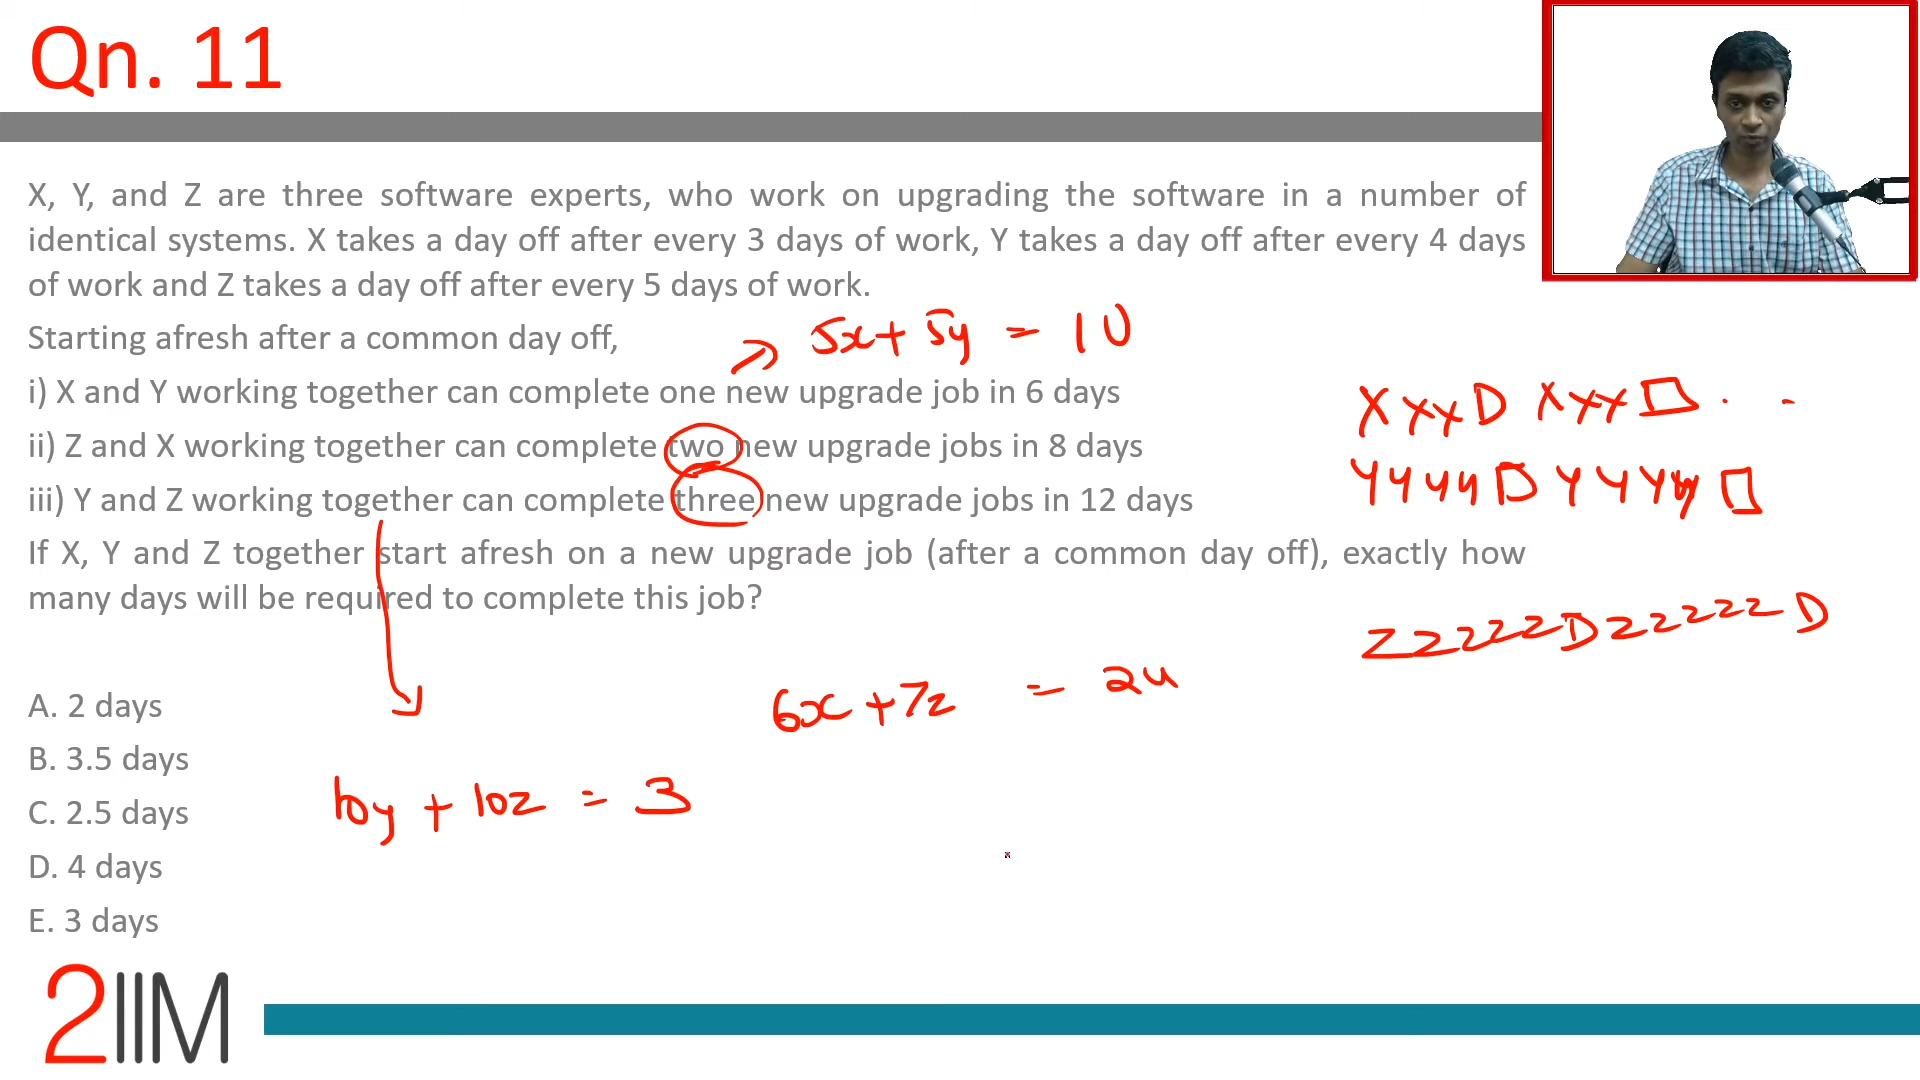 Qn. 11
X, Y, and Z are three software experts, who work on upgrading the software in a number of
identical systems. X takes a day off after every 3 days of work, Y takes a day off after every 4 days
of work and Z takes a day off after every 5 days of work.
Starting afresh after a common day off,
5x + 5y = 10
i) X and Y working together can complete one new upgrade job in 6 days
X X X D X X X D . .
ii) Z and X working together can complete two new upgrade jobs in 8 days
iii) Y and Z working together can complete three new upgrade jobs in 12 days
Y Y Y Y D Y Y Y Y D
If X, Y and Z together start afresh on a new upgrade job (after a common day off), exactly how
many days will be required to complete this job?
Z Z Z Z Z D Z Z Z Z Z D
6x + 7z = 24
A. 2 days
B. 3.5 days
C. 2.5 days
10y + 10z = 3
D. 4 days
E. 3 days
2IIM